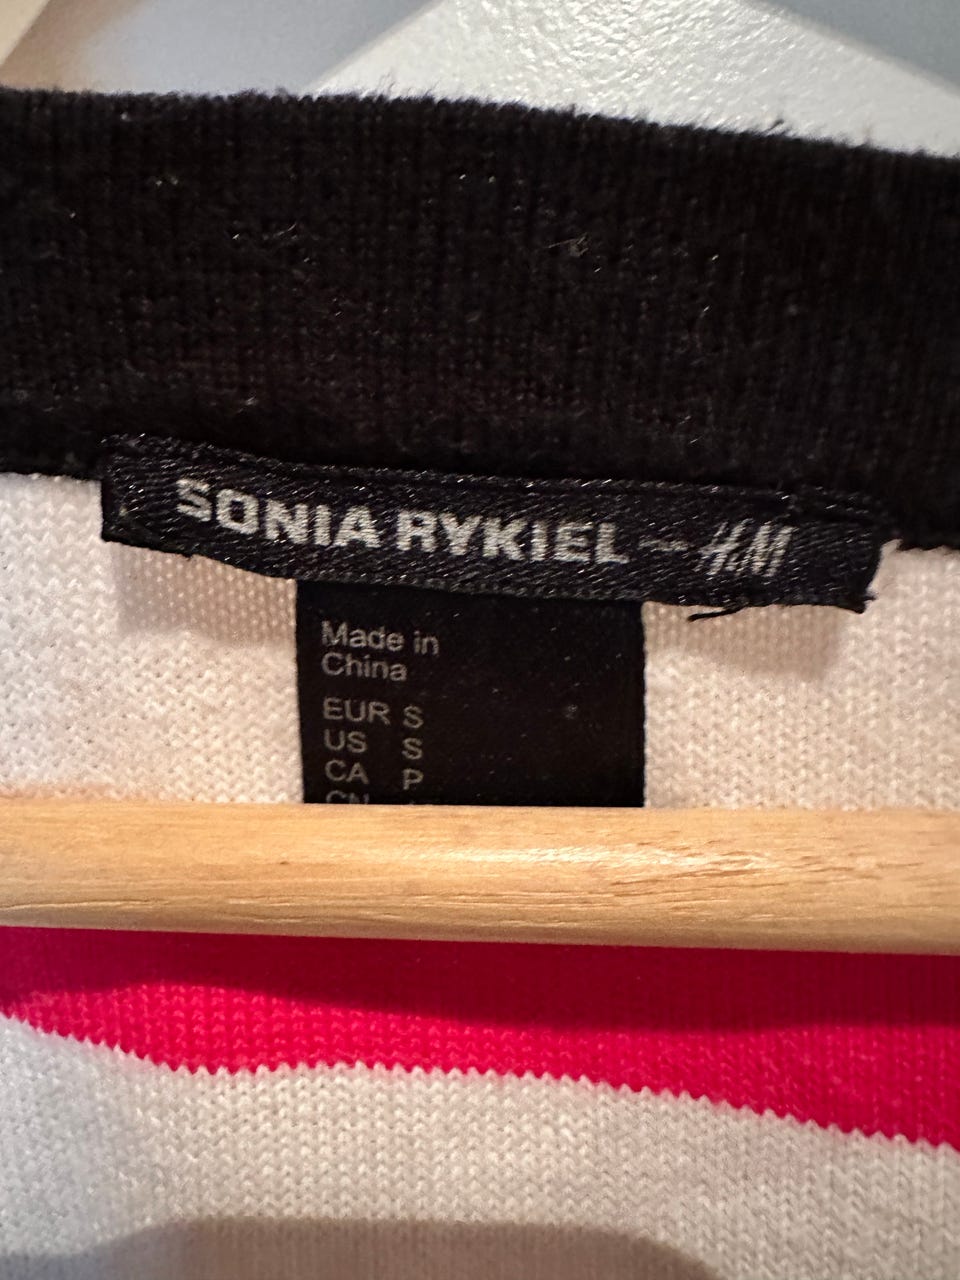 SONIA RYKIEL – H&M
Made in
China
EUR S
US S
CA P